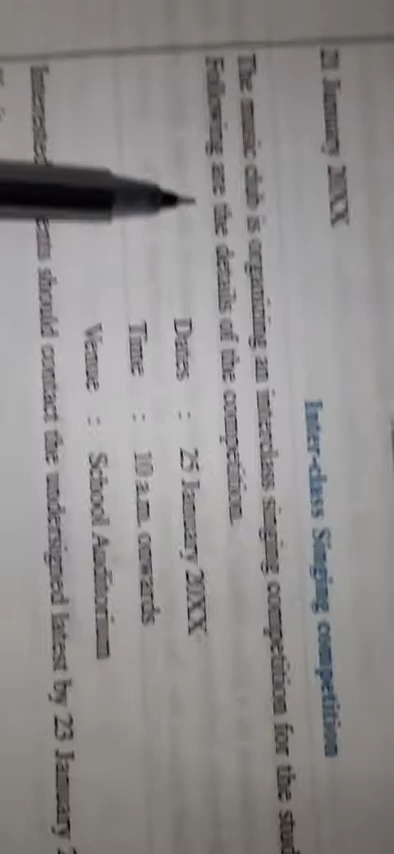 21 January 20XX
Inter-class Singing competition
The music club is organizing an interclass singing competition for the
Following are the details of the competition.
Dates : 25 January 20XX
Time : 10 a.m. onwards
Venue : School Auditorium
should contact the undersigned latest by 23 January